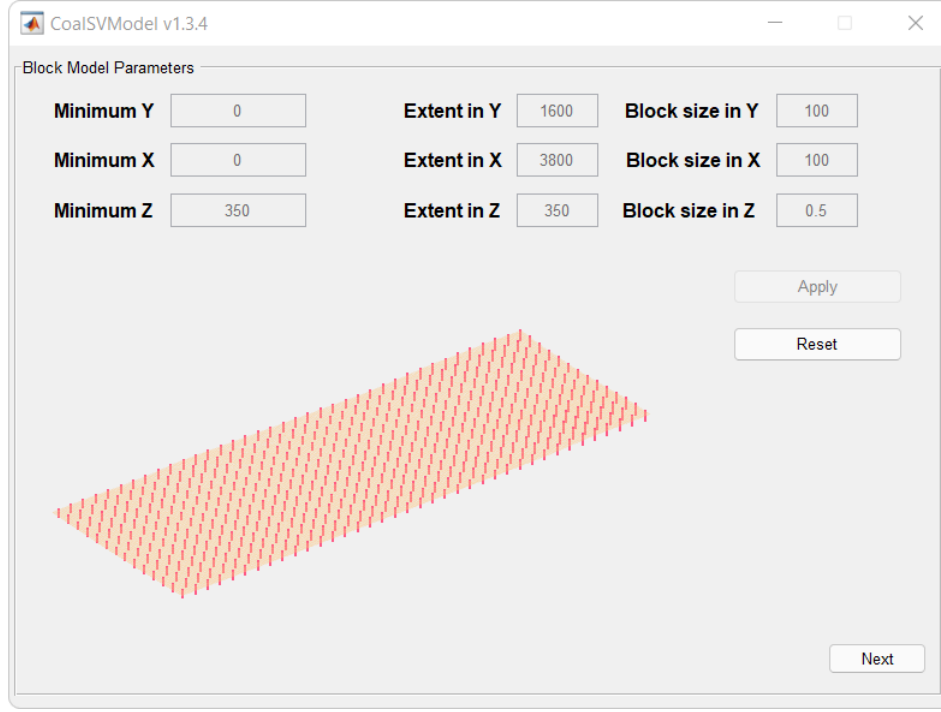 CoalSVModel v1.3.4
Block Model Parameters
Minimum Y 0 Extent in Y 1600 Block size in Y 100
Minimum X 0 Extent in X 3800 Block size in X 100
Minimum Z 350 Extent in Z 350 Block size in Z 0.5
Apply
Reset
Next